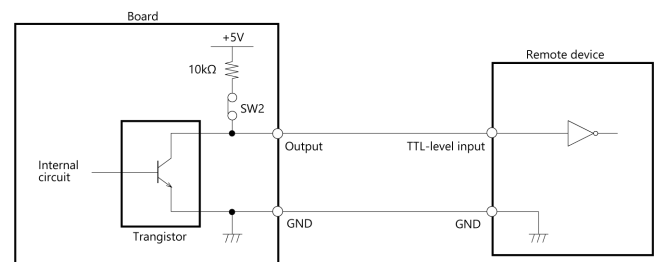 Board
+5V
Remote device
10kΩ
SW2
Output
TTL-level input
Internal
circuit
GND
GND
Trangistor